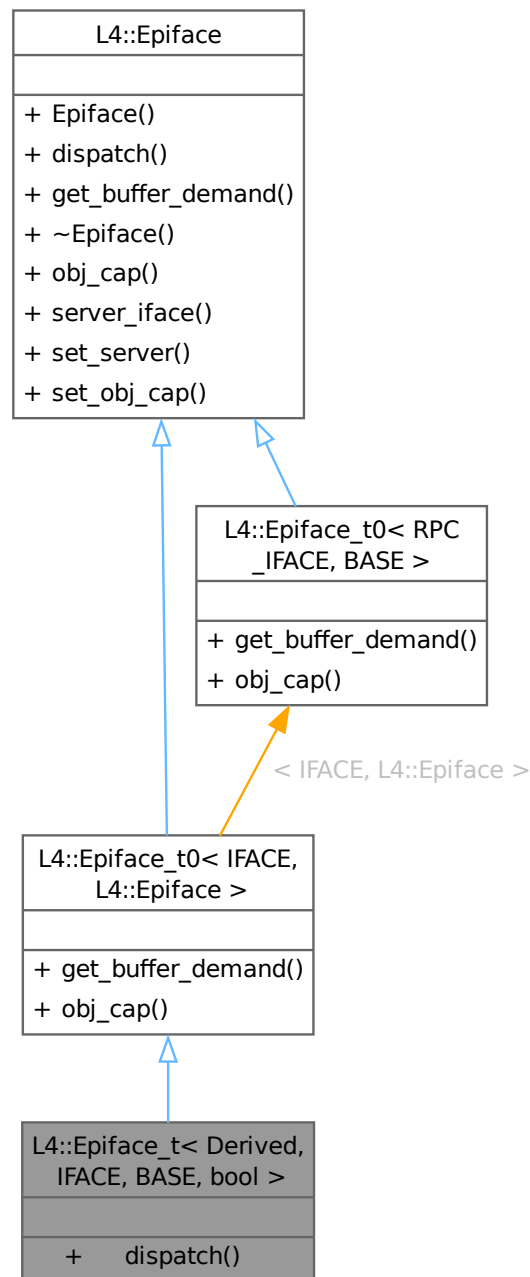 L4::Epiface
+ Epiface()
+ dispatch()
+ get_buffer_demand()
+ ~Epiface()
+ obj_cap()
+ server_iface()
+ set_server()
+ set_obj_cap()
L4::Epiface_t0< RPC
_IFACE, BASE >
+ get_buffer_demand()
+ obj_cap()
< IFACE, L4::Epiface >
L4::Epiface_t0< IFACE,
L4::Epiface >
+ get_buffer_demand()
+ obj_cap()
L4::Epiface_t< Derived,
IFACE, BASE, bool >
+ dispatch()